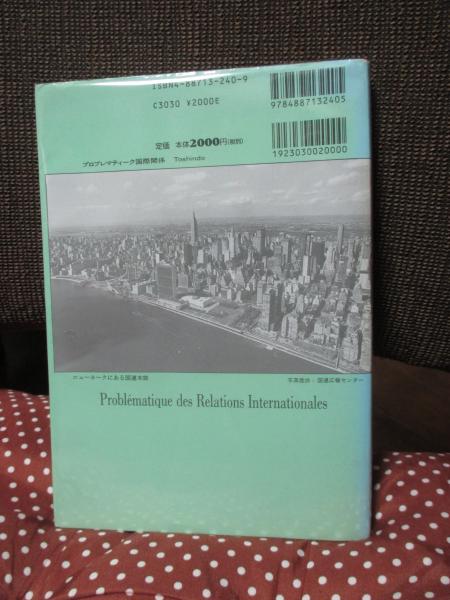 ISBN4-88713-240-9
C3030 ¥2000E
9784887132405
定価 本体2000円(税別)
1923030020000
プロブレマティーク国際関係 Toshindo
ニューヨークにある国連本部
写真提供:国連広報センター
Problématique des Relations Internationales